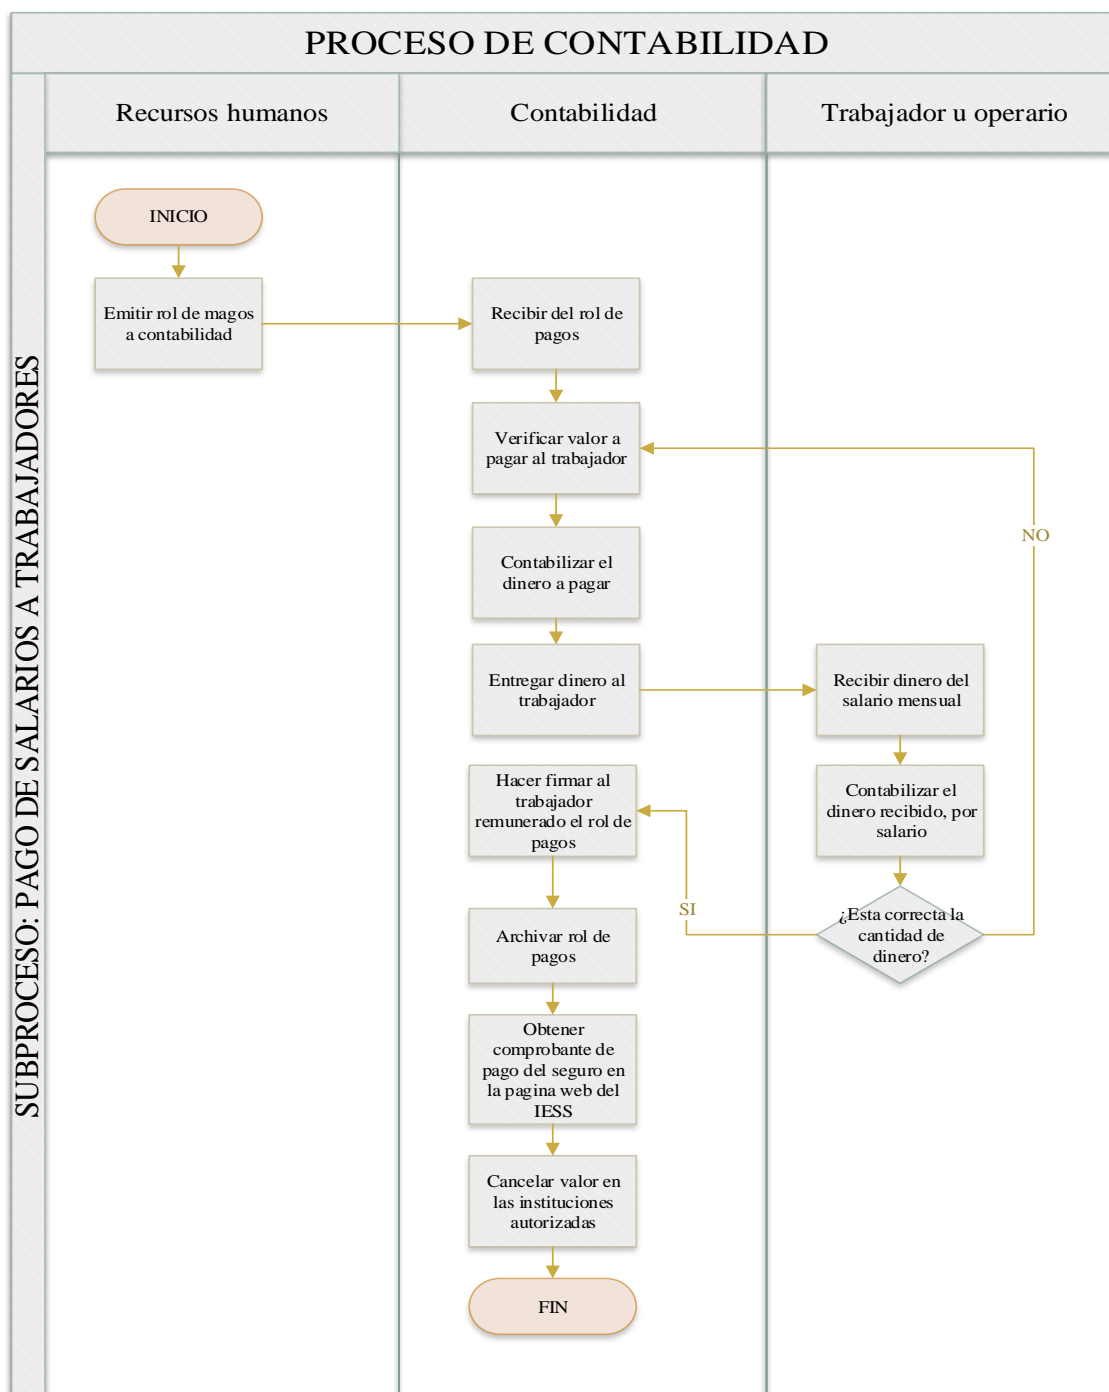 PROCESO DE CONTABILIDAD
SUBPROCESO: PAGO DE SALARIOS A TRABAJADORES
Recursos humanos
Contabilidad
Trabajador u operario
INICIO
Emitir rol de magos
a contabilidad
Recibir del rol de
pagos
Verificar valor a
pagar al trabajador
NO
Contabilizar el
dinero a pagar
Entregar dinero al
trabajador
Recibir dinero del
salario mensual
Contabilizar el
dinero recibido, por
salario
¿Esta correcta la
cantidad de
dinero?
SI
Hacer firmar al
trabajador
remunerado el rol de
pagos
Archivar rol de
pagos
Obtener
comprobante de
pago del seguro en
la pagina web del
IESS
Cancelar valor en
las instituciones
autorizadas
FIN